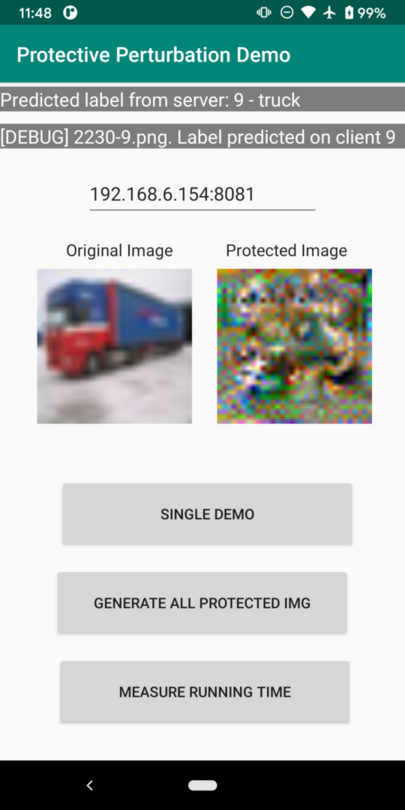 11:48 99%
Protective Perturbation Demo
Predicted label from server: 9 - truck
[DEBUG] 2230-9.png. Label predicted on client 9
192.168.6.154:8081
Original Image Protected Image
SINGLE DEMO
GENERATE ALL PROTECTED IMG
MEASURE RUNNING TIME